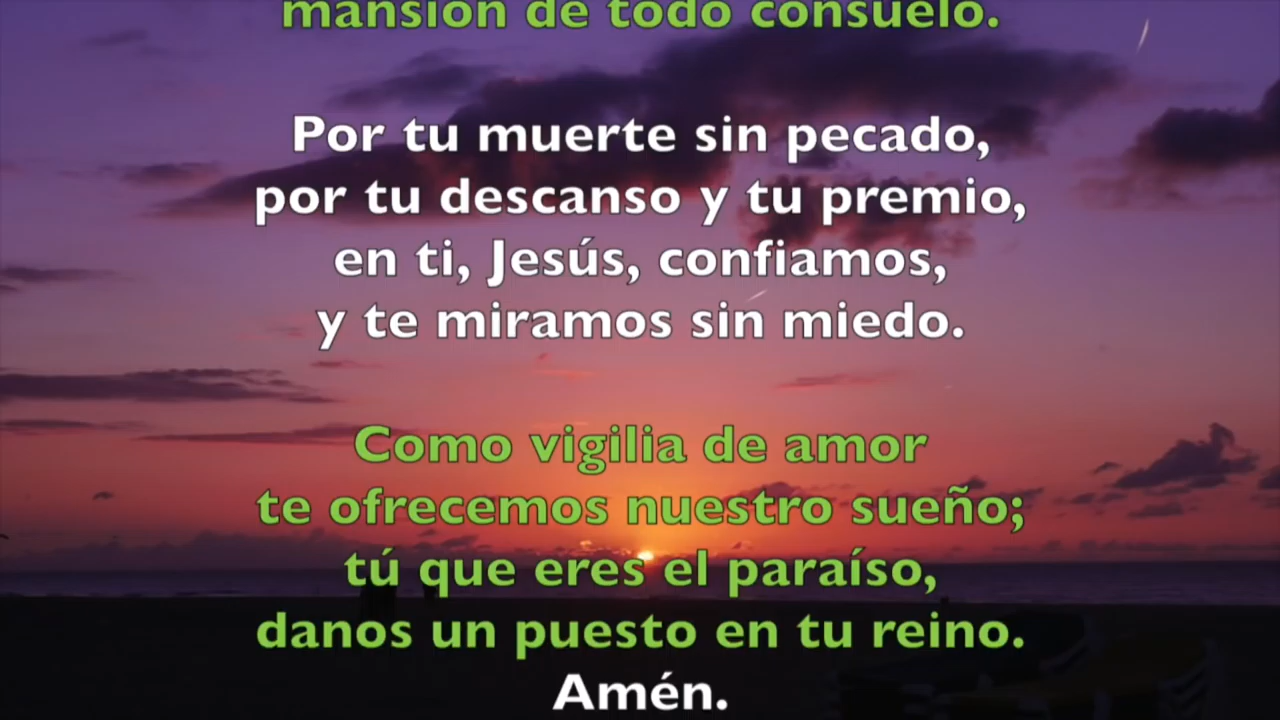 mansión de todo consuelo.
Por tu muerte sin pecado,
por tu descanso y tu premio,
en ti, Jesús, confiamos,
y te miramos sin miedo.
Como vigilia de amor
te ofrecemos nuestro sueño;
tú que eres el paraíso,
danos un puesto en tu reino.
Amén.